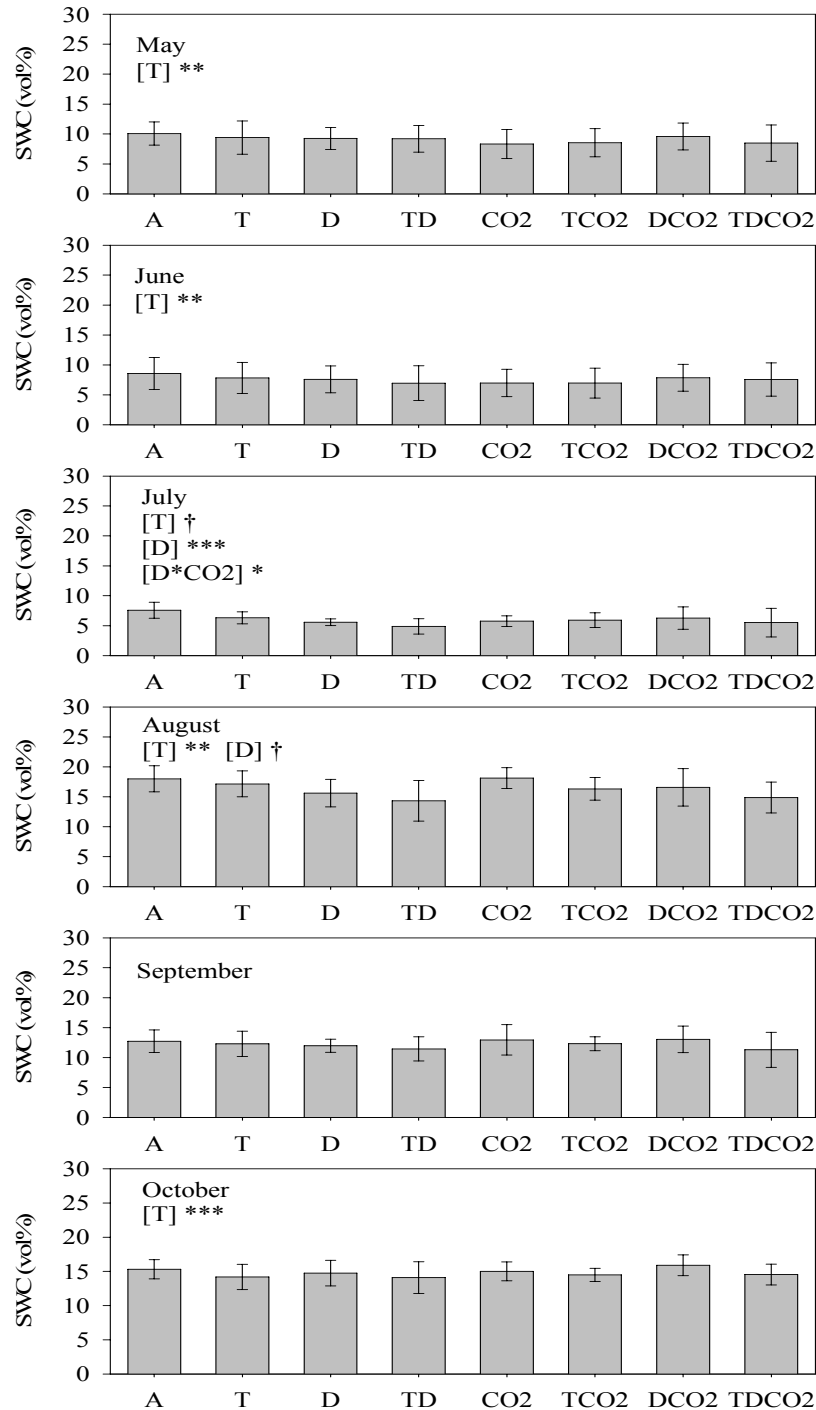 30
25
20
15
10
5
0
SWC (vol%)
May
[T] **
A T D TD CO2 TCO2 DCO2 TDCO2
30
25
20
15
10
5
0
SWC (vol%)
June
[T] **
A T D TD CO2 TCO2 DCO2 TDCO2
30
25
20
15
10
5
0
SWC (vol%)
July
[T] †
[D] ***
[D*CO2] *
A T D TD CO2 TCO2 DCO2 TDCO2
30
25
20
15
10
5
0
SWC (vol%)
August
[T] ** [D] †
A T D TD CO2 TCO2 DCO2 TDCO2
30
25
20
15
10
5
0
SWC (vol%)
September
A T D TD CO2 TCO2 DCO2 TDCO2
30
25
20
15
10
5
0
SWC (vol%)
October
[T] ***
A T D TD CO2 TCO2 DCO2 TDCO2